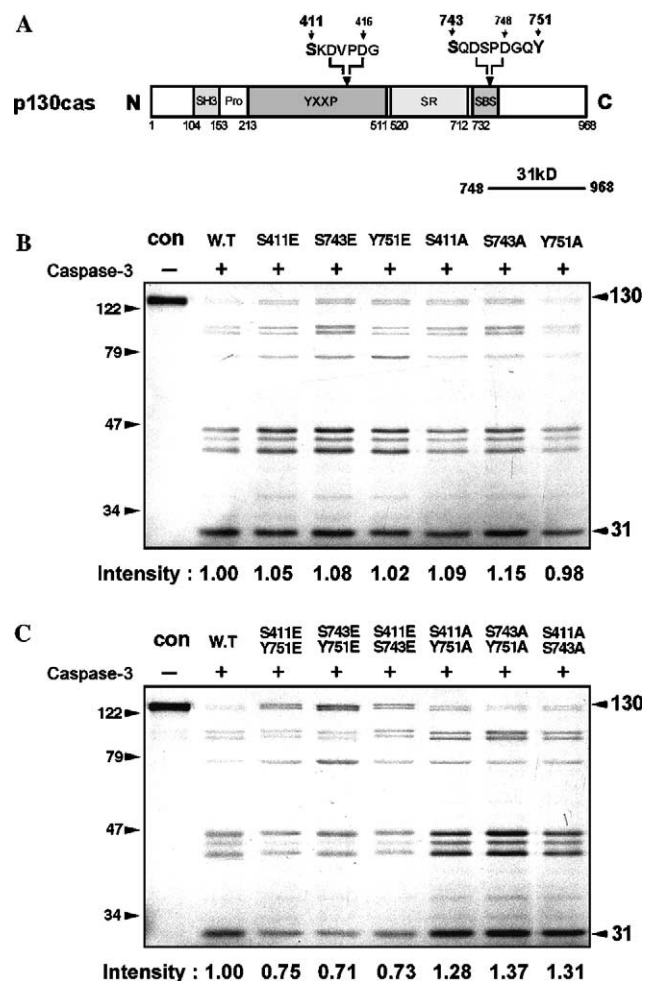 A
411 416 743 748 751
SKDVPDG SQDSPDGQY
p130cas N SH3 Pro YXXP SR SBS C
1 104 153 213 511 520 712 732 968
31kD
748 968
B
con W.T S411E S743E Y751E S411A S743A Y751A
Caspase-3 – + + + + + + +
130
122
79
47
34
31
Intensity : 1.00 1.05 1.08 1.02 1.09 1.15 0.98
C
con W.T S411E S743E S411E S411A S743A S411A
Y751E Y751E S743E Y751A Y751A S743A
Caspase-3 – + + + + + + +
130
122
79
47
34
31
Intensity : 1.00 0.75 0.71 0.73 1.28 1.37 1.31